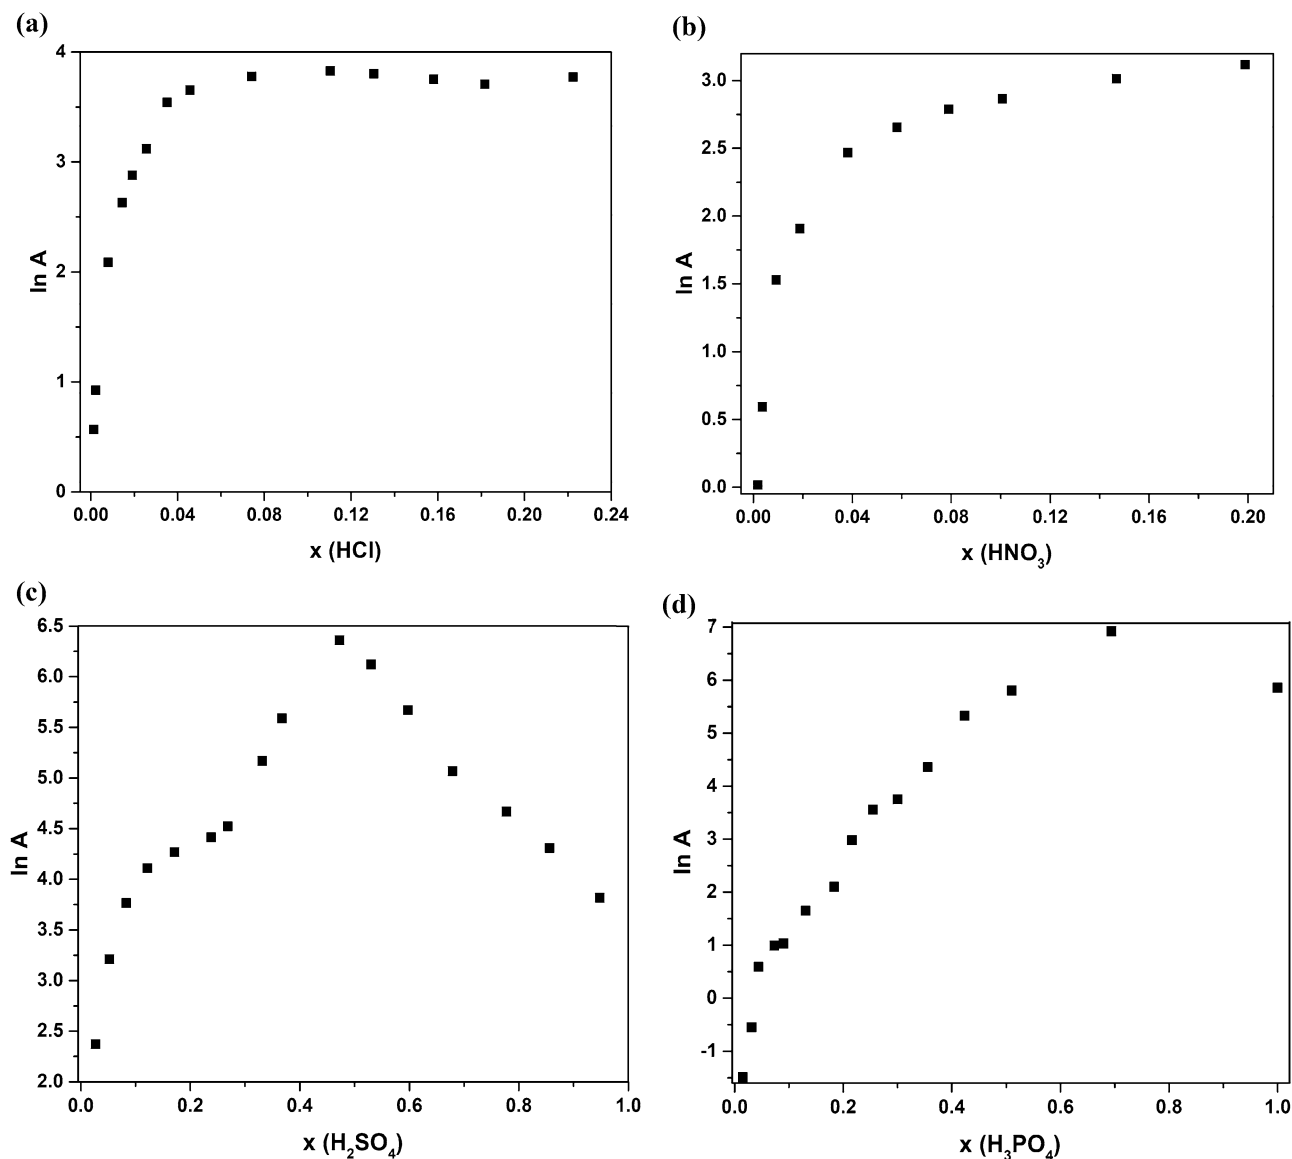 (a)
4
3
2
1
0
ln A
0.00 0.04 0.08 0.12 0.16 0.20 0.24
x (HCl)
(b)
3.0
2.5
2.0
1.5
1.0
0.5
0.0
ln A
0.00 0.04 0.08 0.12 0.16 0.20
x (HNO₃)
(c)
6.5
6.0
5.5
5.0
4.5
4.0
3.5
3.0
2.5
2.0
ln A
0.0 0.2 0.4 0.6 0.8 1.0
x (H₂SO₄)
(d)
7
6
5
4
3
2
1
0
-1
ln A
0.0 0.2 0.4 0.6 0.8 1.0
x (H₃PO₄)